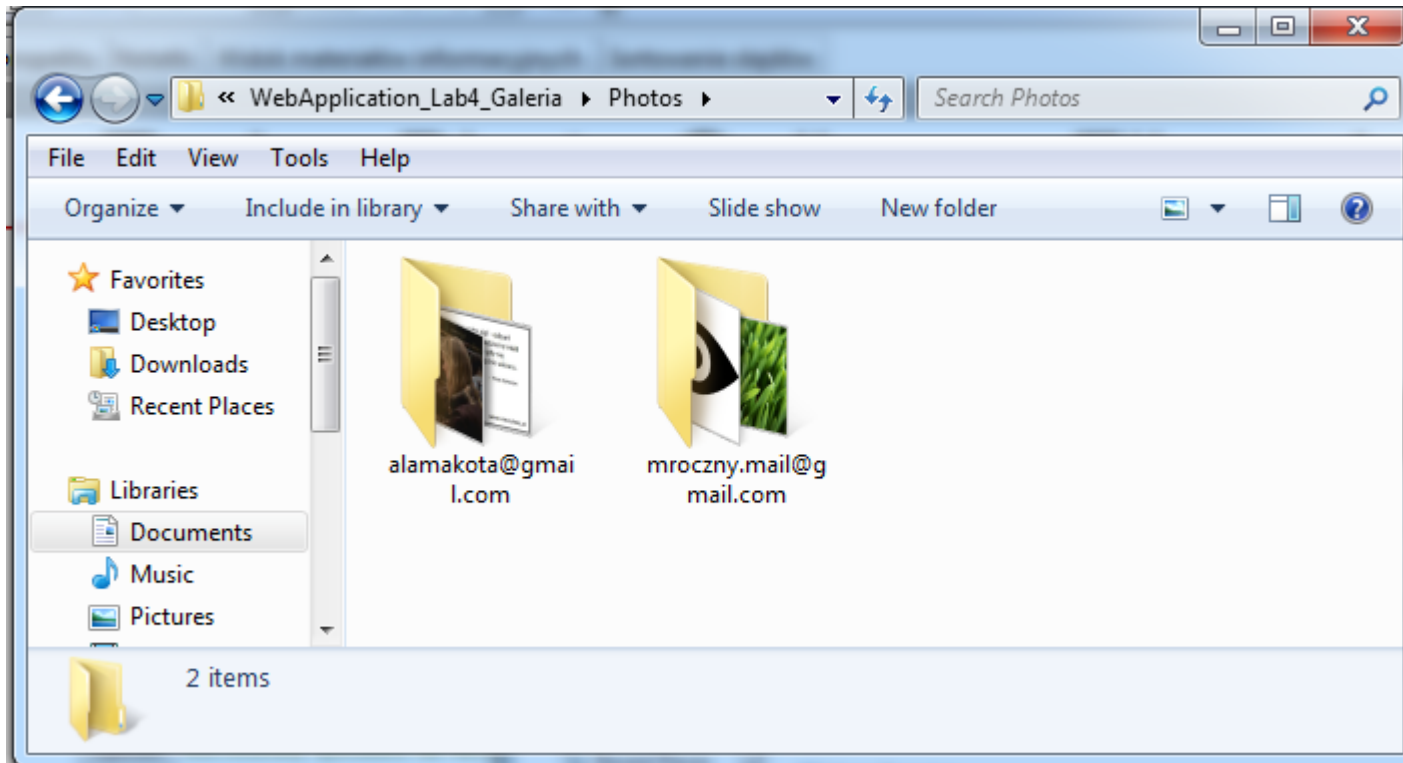 « WebApplication_Lab4_Galeria ▸ Photos ▸
Search Photos
File Edit View Tools Help
Organize Include in library Share with Slide show New folder
Favorites
Desktop
Downloads
Recent Places
Libraries
Documents
Music
Pictures
alamakota@gmai
l.com
mroczny.mail@g
mail.com
2 items